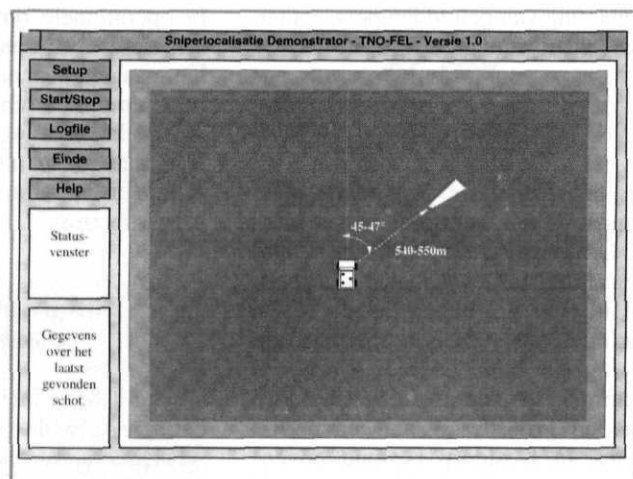 Sniperlocalisatie Demonstrator - TNO-FEL - Versie 1.0
Setup
Start/Stop
Logfile
Einde
Help
Status-
venster
Gegevens
over het
laatst
gevonden
schot.
45-47°
540-550m